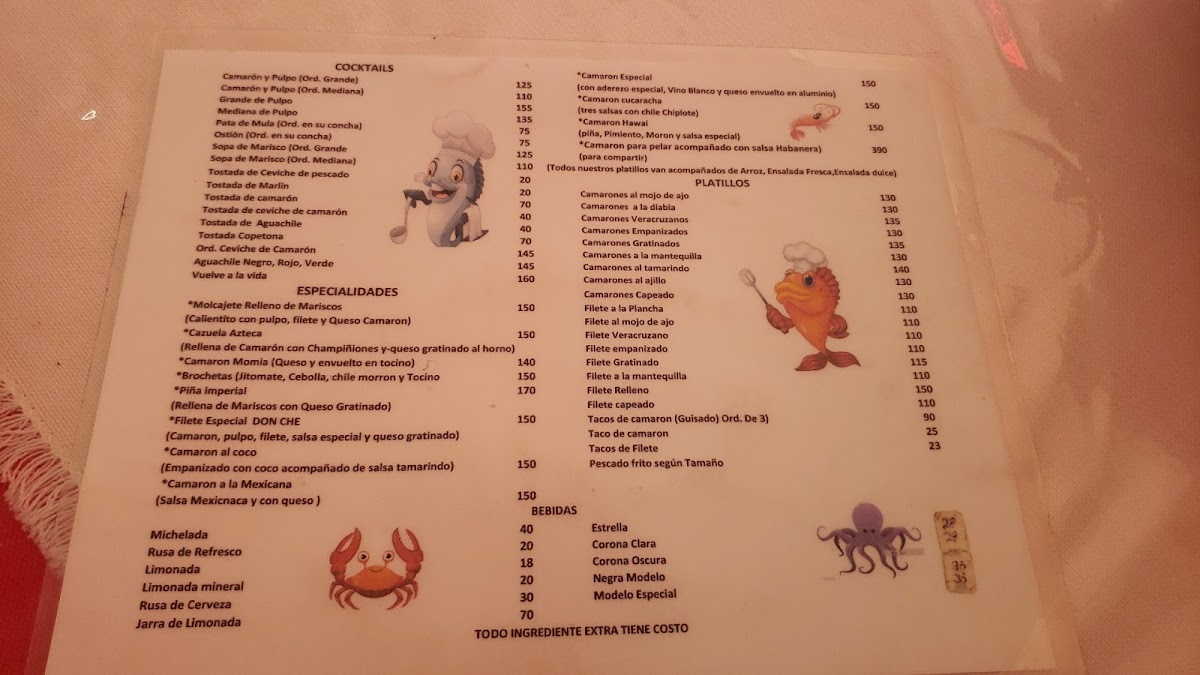 COCKTAILS
Camarón y Pulpo (Ord. Grande) 125
Camarón y Pulpo (Ord. Mediana) 110
Grande de Pulpo 155
Mediana de Pulpo 135
Pata de Mula (Ord. en su concha) 75
Ostión (Ord. en su concha) 75
Sopa de Marisco (Ord. Grande 125
Sopa de Marisco (Ord. Mediana) 110
Tostada de Ceviche de pescado 20
Tostada de Marlin 20
Tostada de camarón 70
Tostada de ceviche de camarón 40
Tostada de Aguachile 40
Tostada Copetona 70
Ord. Ceviche de Camarón 145
Aguachile Negro, Rojo, Verde 145
Vuelve a la vida 160
ESPECIALIDADES
*Molcajete Relleno de Mariscos 150
(Calientito con pulpo, filete y Queso Camaron)
*Cazuela Azteca 150
(Rellena de Camarón con Champiñiones y-queso gratinado al horno)
*Camaron Momia (Queso y envuelto en tocino) 140
*Brochetas (Jitomate, Cebolla, chile morron y Tocino 150
*Piña imperial 170
(Rellena de Mariscos con Queso Gratinado)
*Filete Especial DON CHE 150
(Camaron, pulpo, filete, salsa especial y queso gratinado)
*Camaron al coco
(Empanizado con coco acompañado de salsa tamarindo) 150
*Camaron a la Mexicana
(Salsa Mexicnaca y con queso ) 150
*Camaron Especial 150
(con aderezo especial, Vino Blanco y queso envuelto en aluminio)
*Camaron cucaracha 150
(tres salsas con chile Chiplote)
*Camaron Hawai 150
(piña, Pimiento, Moron y salsa especial)
*Camaron para pelar acompañado con salsa Habanera) 390
(para compartir)
(Todos nuestros platillos van acompañados de Arroz, Ensalada Fresca,Ensalada dulce)
PLATILLOS
Camarones al mojo de ajo 130
Camarones a la diabla 130
Camarones Veracruzanos 135
Camarones Empanizados 130
Camarones Gratinados 135
Camarones a la mantequilla 130
Camarones al tamarindo 140
Camarones al ajillo 130
Camarones Capeado 130
Filete a la Plancha 110
Filete al mojo de ajo 110
Filete Veracruzano 110
Filete empanizado 110
Filete Gratinado 115
Filete a la mantequilla 110
Filete Relleno 150
Filete capeado 110
Tacos de camaron (Guisado) Ord. De 3) 90
Taco de camaron 25
Tacos de Filete 23
Pescado frito según Tamaño
BEBIDAS
Michelada 40
Rusa de Refresco 20
Limonada 18
Limonada mineral 20
Rusa de Cerveza 30
Jarra de Limonada 70
Estrella
Corona Clara
Corona Oscura
Negra Modelo
Modelo Especial
TODO INGREDIENTE EXTRA TIENE COSTO